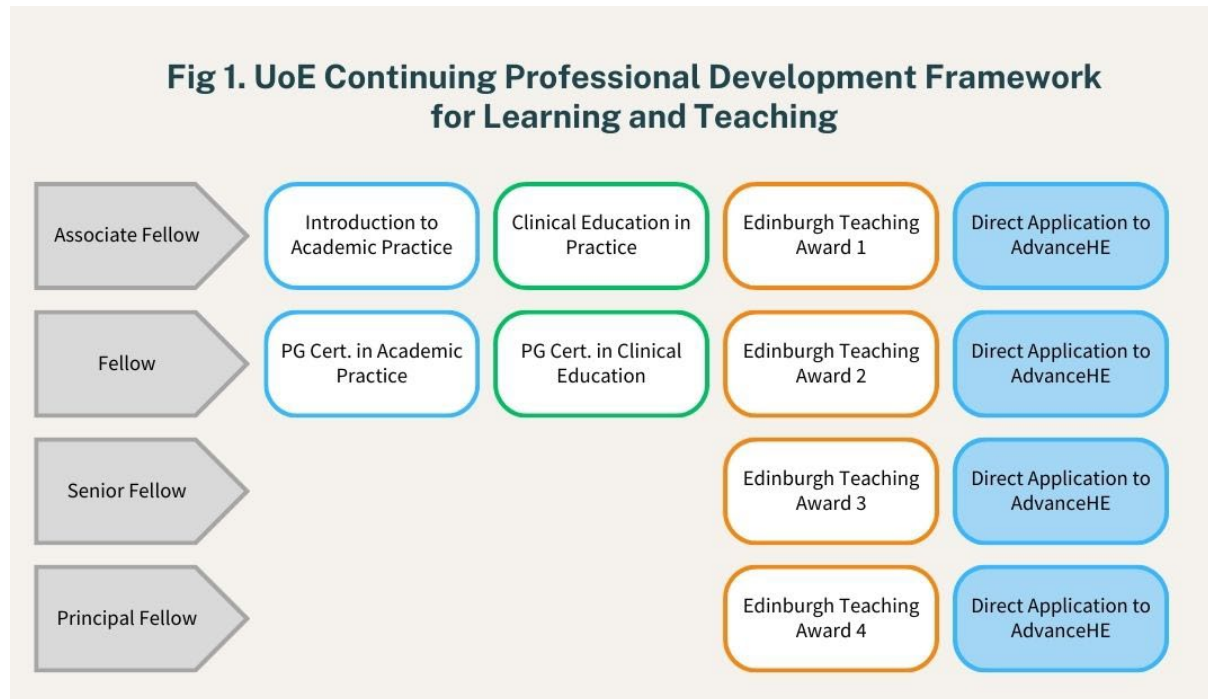 Fig 1. UoE Continuing Professional Development Framework
for Learning and Teaching
Associate Fellow
Introduction to
Academic Practice
Clinical Education in
Practice
Edinburgh Teaching
Award 1
Direct Application to
AdvanceHE
Fellow
PG Cert. in Academic
Practice
PG Cert. in Clinical
Education
Edinburgh Teaching
Award 2
Direct Application to
AdvanceHE
Senior Fellow
Edinburgh Teaching
Award 3
Direct Application to
AdvanceHE
Principal Fellow
Edinburgh Teaching
Award 4
Direct Application to
AdvanceHE